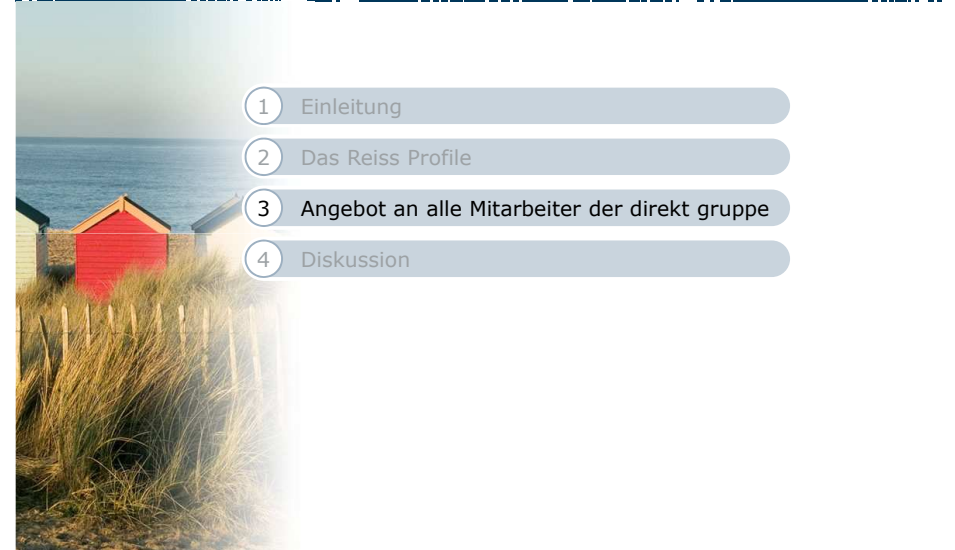 1 Einleitung
2 Das Reiss Profile
3 Angebot an alle Mitarbeiter der direkt gruppe
4 Diskussion